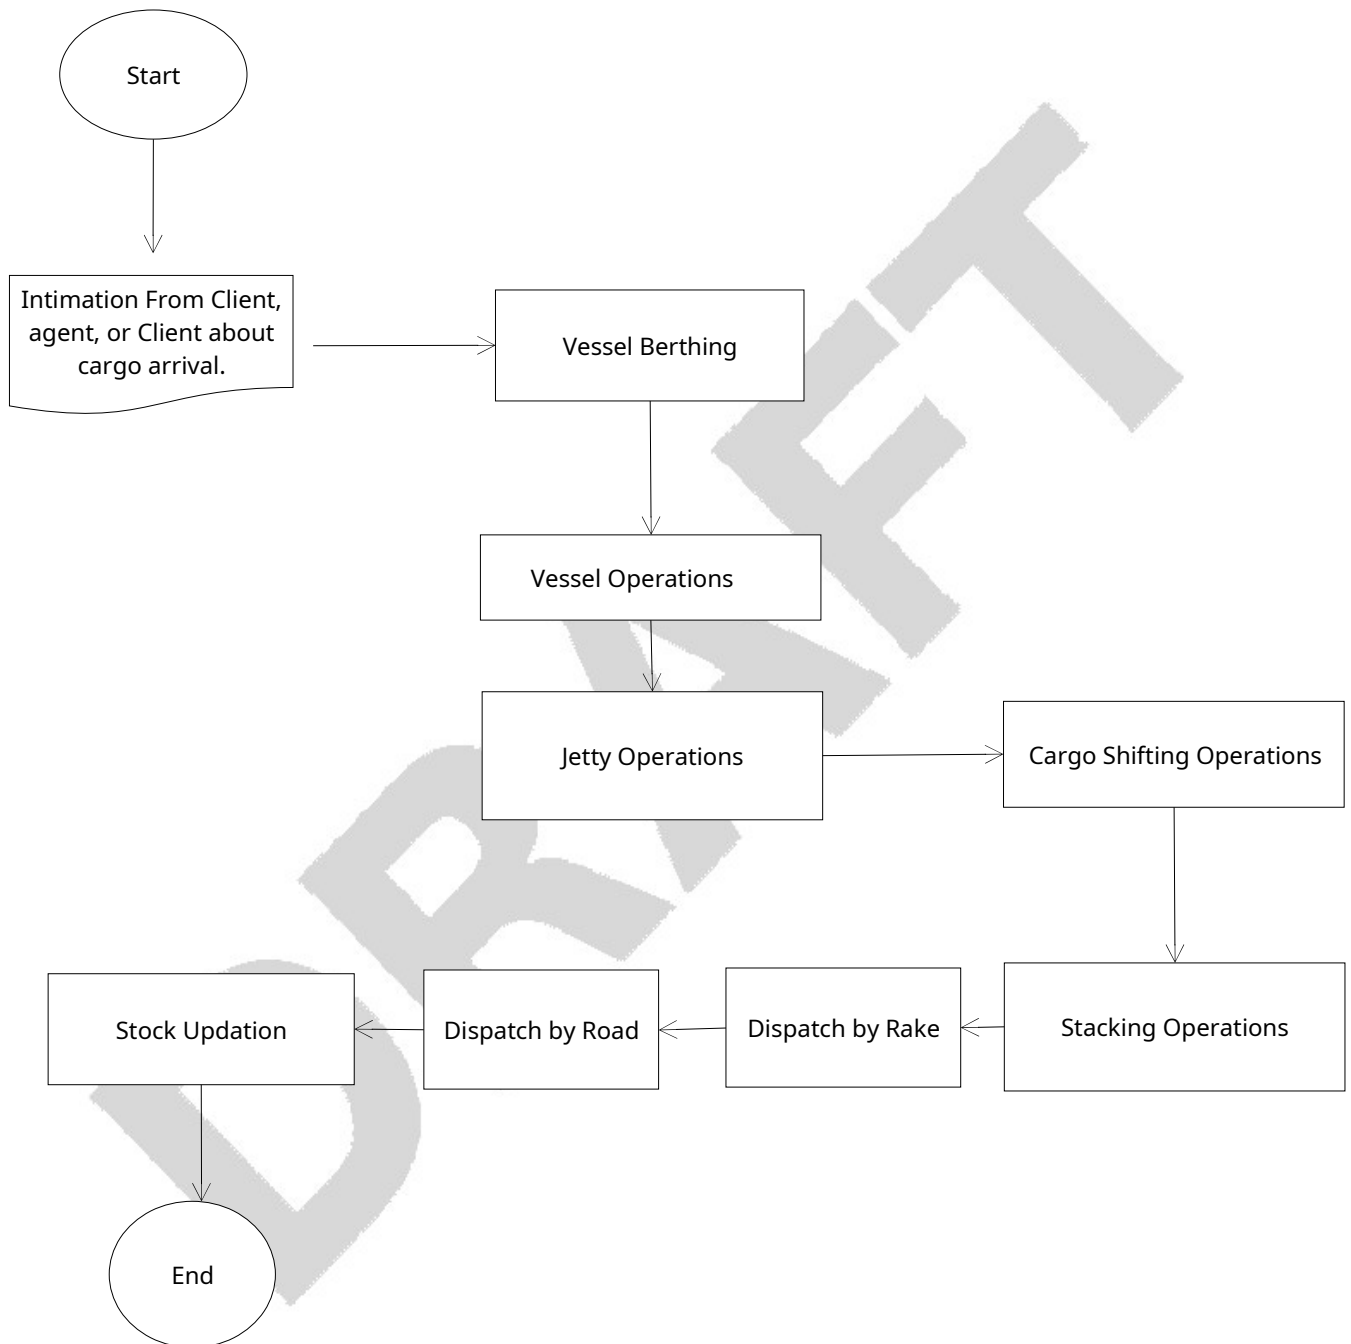 Start
Intimation From Client,
agent, or Client about
cargo arrival.
Vessel Berthing
Vessel Operations
Jetty Operations
Cargo Shifting Operations
Stacking Operations
Dispatch by Rake
Dispatch by Road
Stock Updation
End
DRAFT